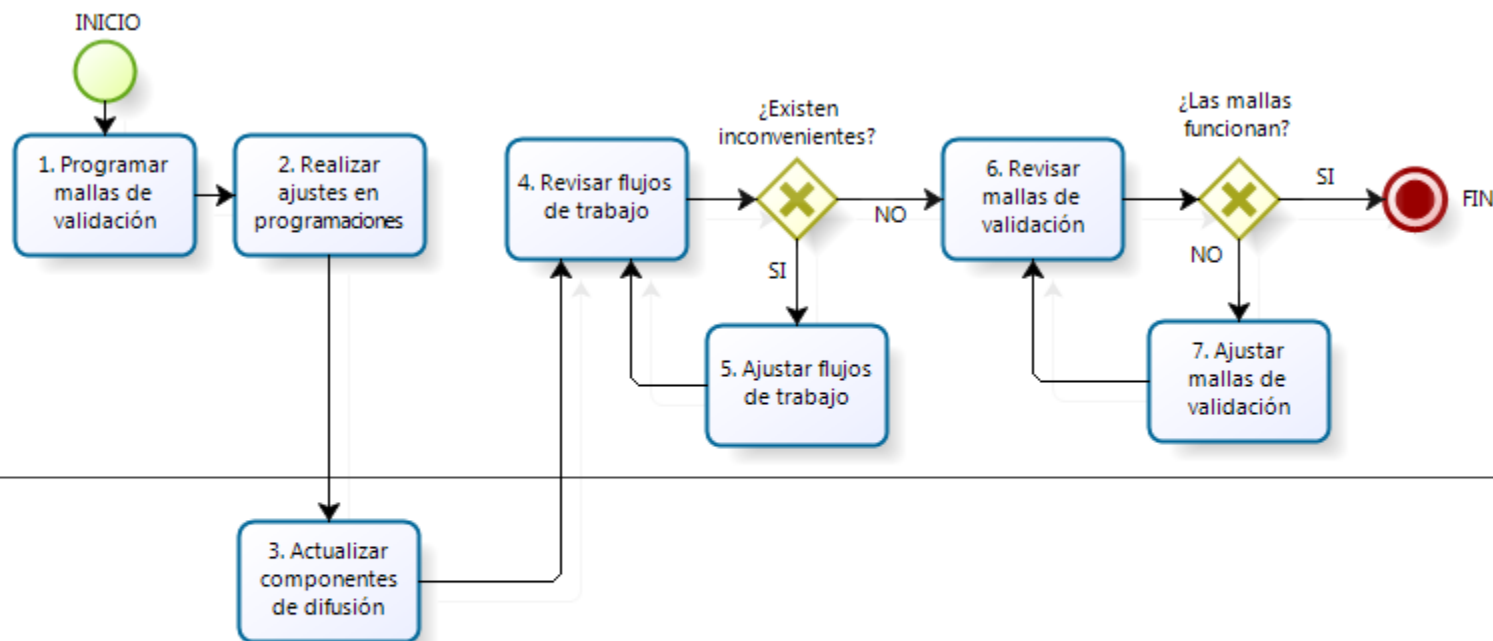 INICIO
1. Programar
mallas de
validación
2. Realizar
ajustes en
programaciones
3. Actualizar
componentes
de difusión
4. Revisar flujos
de trabajo
¿Existen
inconvenientes?
NO
SI
5. Ajustar flujos
de trabajo
6. Revisar
mallas de
validación
¿Las mallas
funcionan?
SI
NO
7. Ajustar
mallas de
validación
FIN